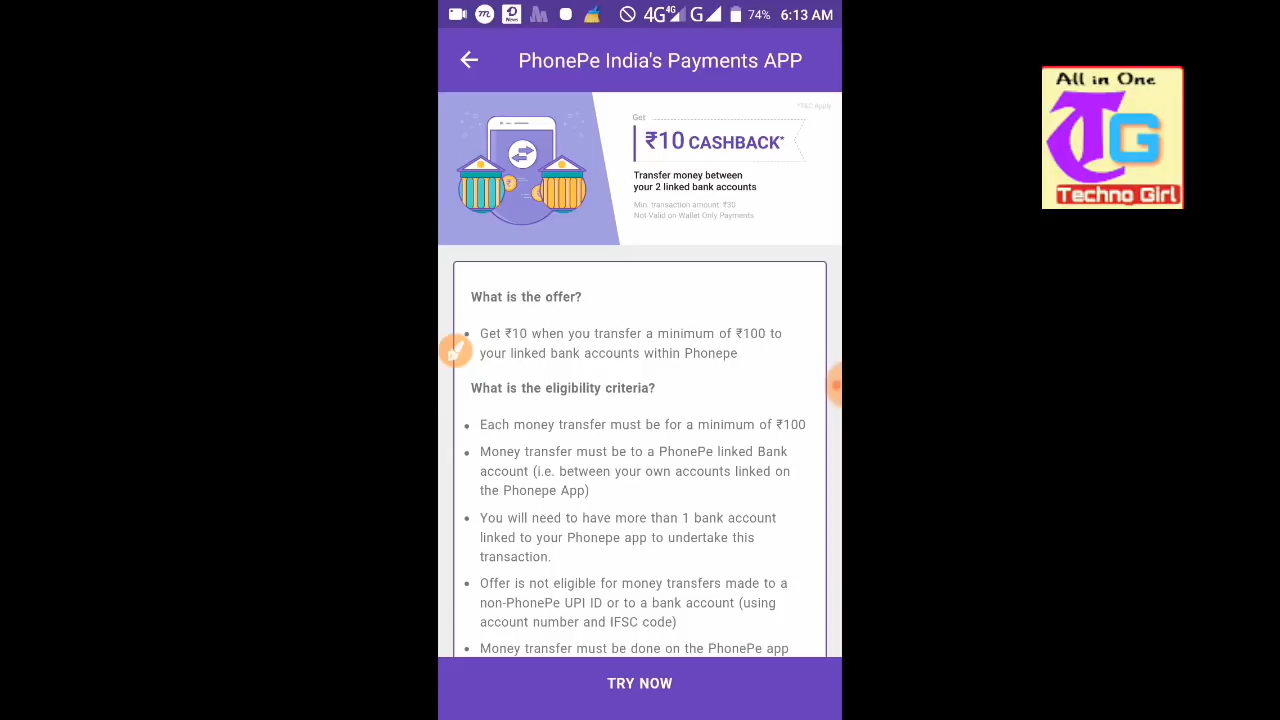 4G 4G G 74% 6:13 AM
PhonePe India's Payments APP
*T&C Apply
Get
₹10 CASHBACK*
Transfer money between
your 2 linked bank accounts
Min. transaction amount: ₹30
Not Valid on Wallet Only Payments
What is the offer?
• Get ₹10 when you transfer a minimum of ₹100 to
your linked bank accounts within Phonepe
What is the eligibility criteria?
• Each money transfer must be for a minimum of ₹100
• Money transfer must be to a PhonePe linked Bank
account (i.e. between your own accounts linked on
the Phonepe App)
• You will need to have more than 1 bank account
linked to your Phonepe app to undertake this
transaction.
• Offer is not eligible for money transfers made to a
non-PhonePe UPI ID or to a bank account (using
account number and IFSC code)
• Money transfer must be done on the PhonePe app
TRY NOW
All in One
TG
Techno Girl